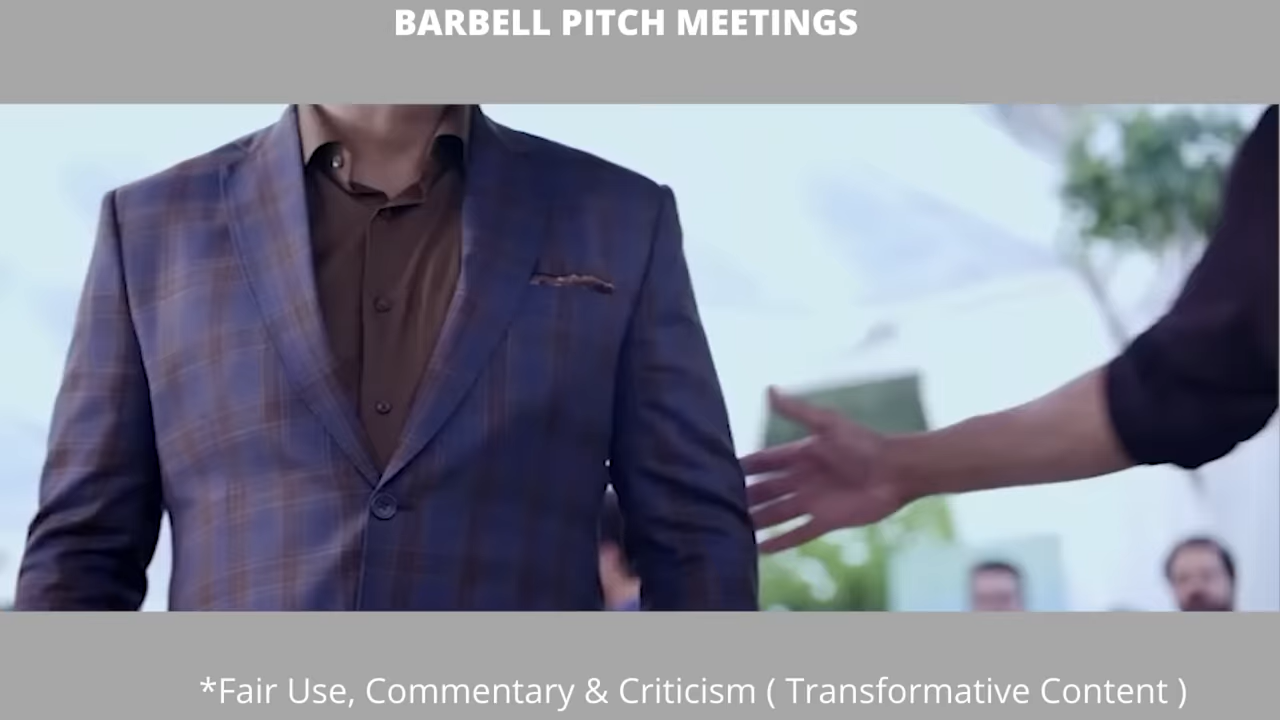 BARBELL PITCH MEETINGS
*Fair Use, Commentary & Criticism ( Transformative Content )